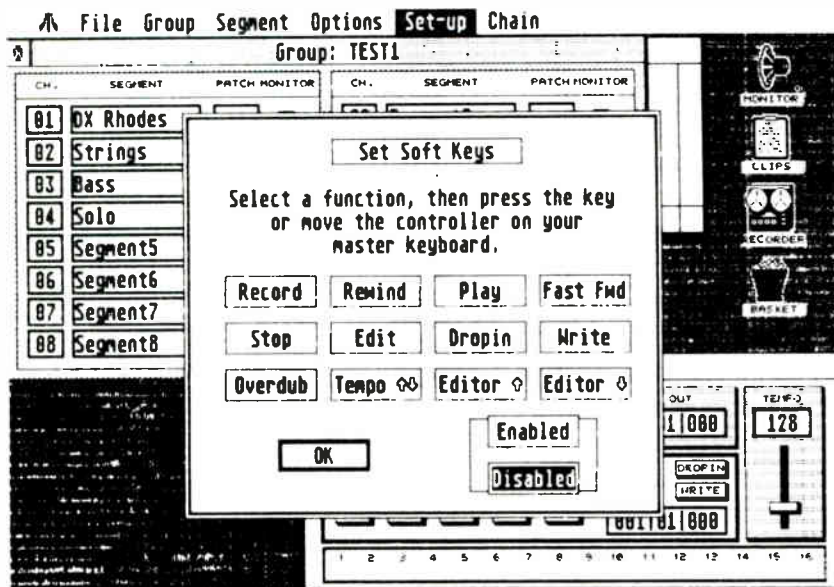 File Group Segment Options Set-up Chain
Group: TEST1
CH. SEGMENT PATCH MONITOR
CH. SEGMENT PATCH MONITOR
01 DX Rhodes
02 Strings
03 Bass
04 Solo
05 Segment5
06 Segment6
07 Segment7
08 Segment8
Set Soft Keys
Select a function, then press the key
or move the controller on your
master keyboard.
Record Rewind Play Fast Fwd
Stop Edit Dropin Write
Overdub Tempo ⇧⇩ Editor ⇧ Editor ⇩
Enabled
OK
Disabled
MONITOR
CLIPS
RECORDER
BASKET
OUT
1|000
TEMPO
128
DROPIN
WRITE
001|01|000
1 2 3 4 5 6 7 8 9 10 11 12 13 14 15 16